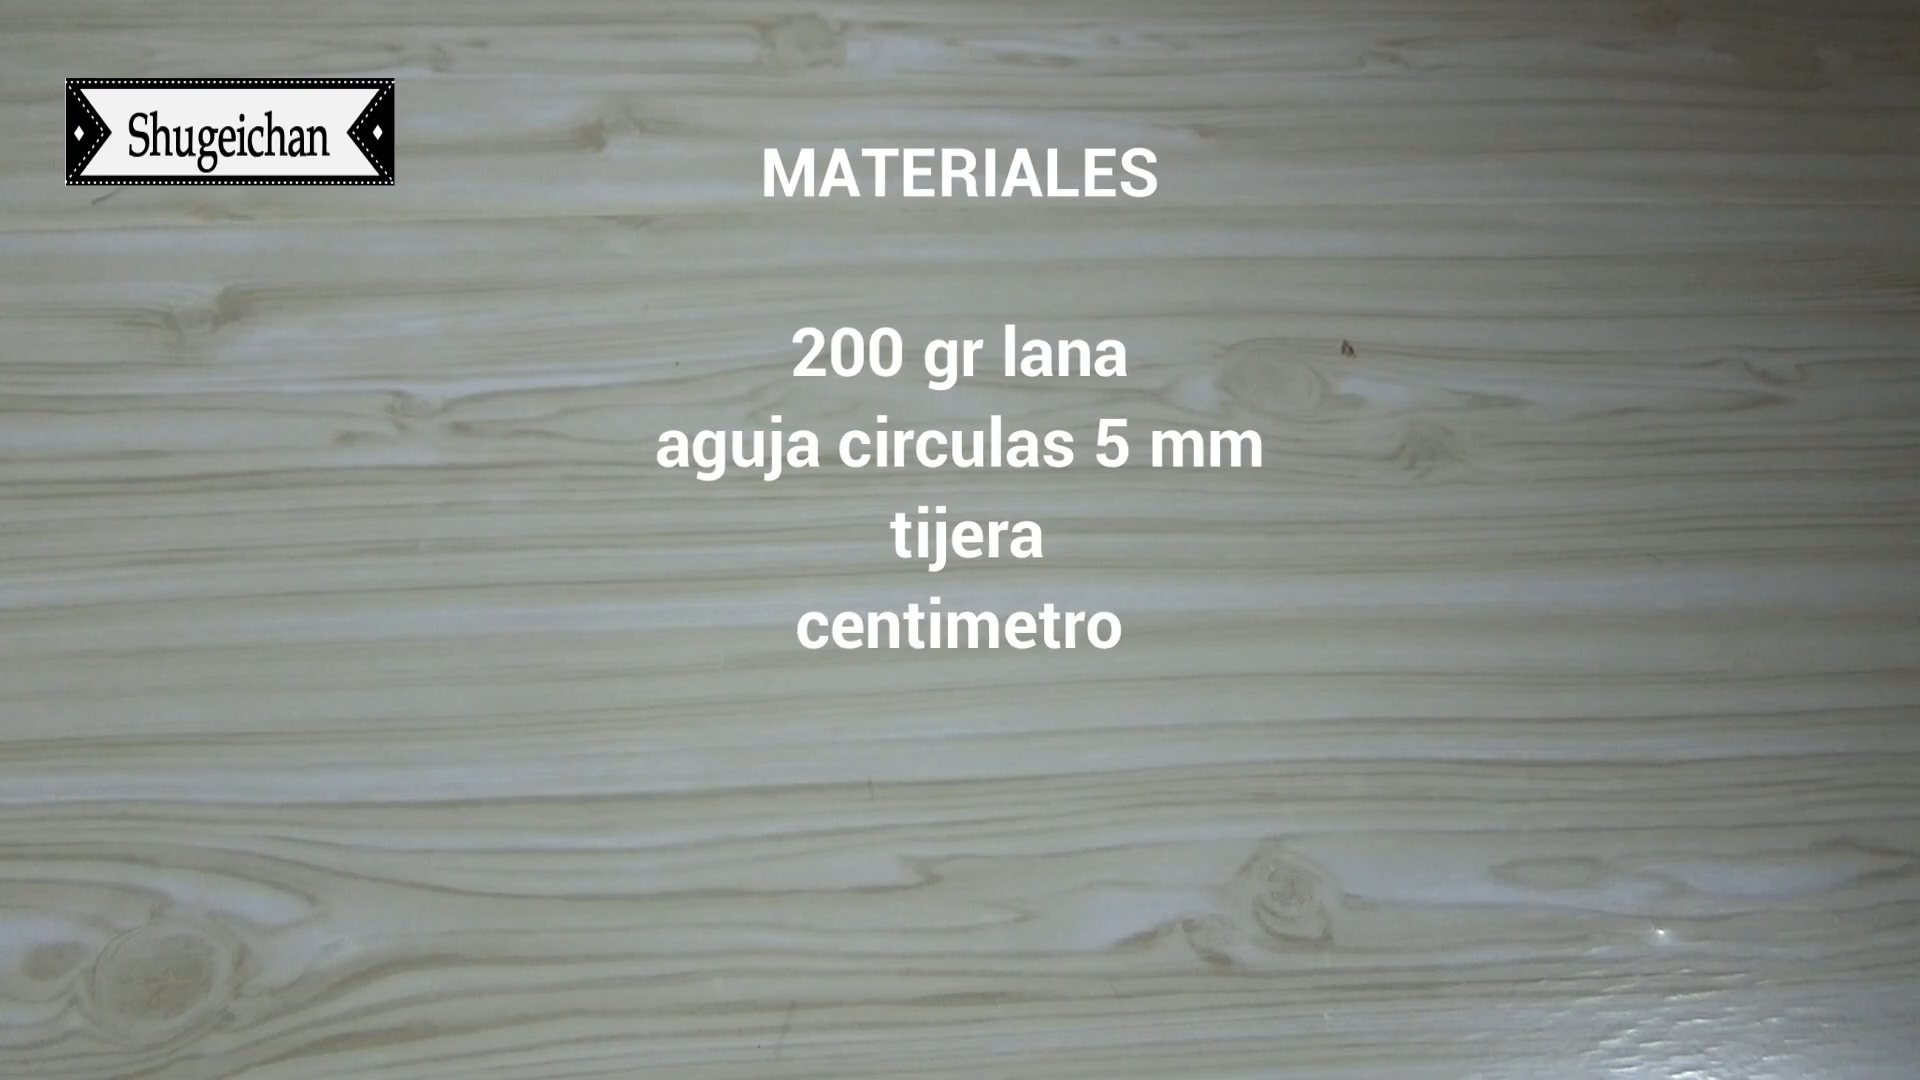 Shugeichan
MATERIALES
200 gr lana
aguja circulas 5 mm
tijera
centimetro